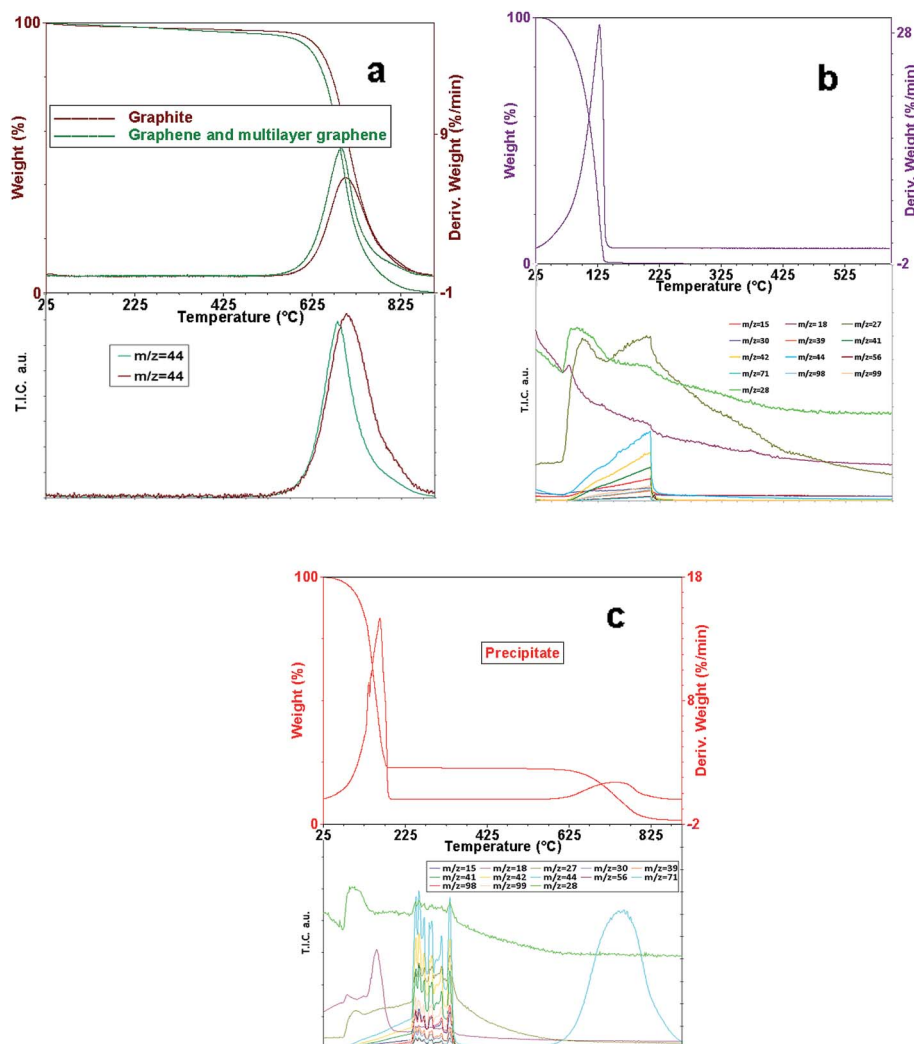 a
100
Weight (%)
0
Graphite
Graphene and multilayer graphene
9
-1
Deriv. Weight (%/min)
25 225 425 625 825
Temperature (°C)
T.I.C. a.u.
m/z=44
m/z=44
b
100
Weight (%)
0
28
-2
Deriv. Weight (%/min)
25 125 225 325 425 525
Temperature (°C)
T.I.C. a.u.
m/z=15 m/z= 18 m/z=27
m/z=30 m/z=39 m/z=41
m/z=42 m/z=44 m/z=56
m/z=71 m/z=98 m/z=99
m/z=28
c
100
Weight (%)
0
Precipitate
18
8
-2
Deriv. Weight (%/min)
25 225 425 625 825
Temperature (°C)
T.I.C. a.u.
m/z=15 m/z=18 m/z=27 m/z=30 m/z=39
m/z=41 m/z=42 m/z=44 m/z=56 m/z=71
m/z=98 m/z=99 m/z=28